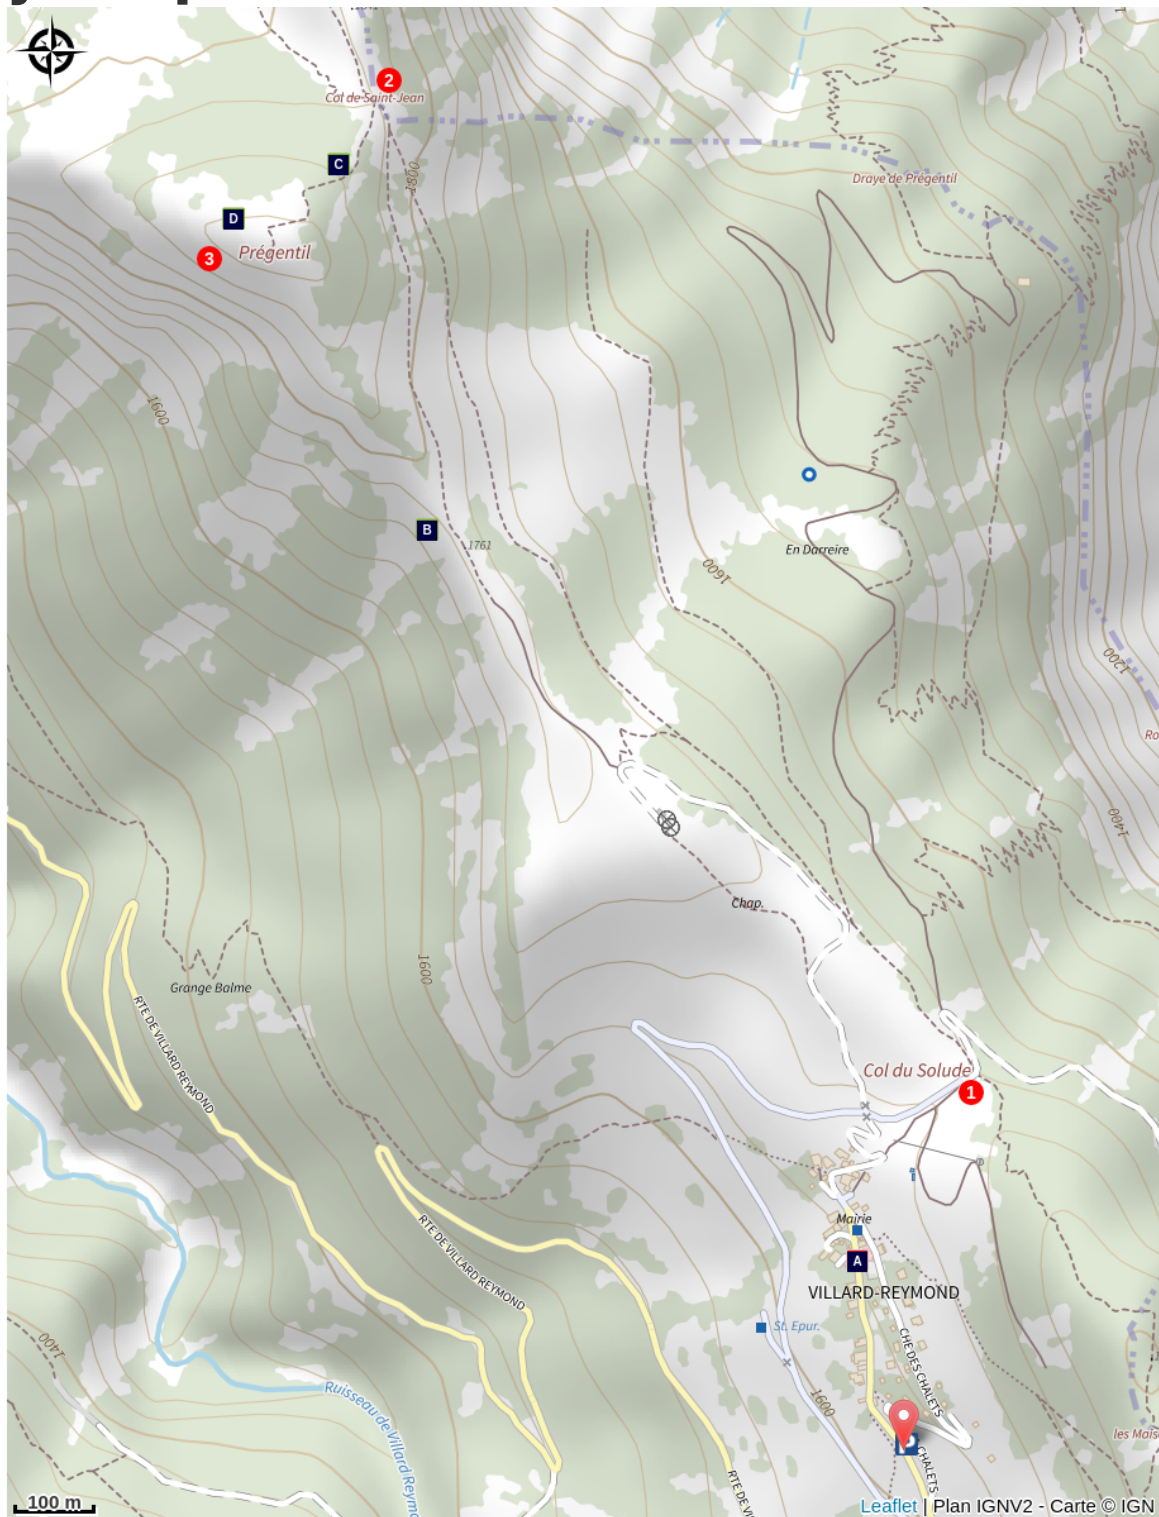 2
Col de Saint-Jean
C
1800
Draye de Prégentil
D
3
Prégentil
1600
B
1761
En Darreire
1600
1200
Ro
1400
Chap.
1600
Grange Balme
RTE DE VILLARD REYMOND
Col du Solude
1
Mairie
A
VILLARD-REYMOND
RTE DE VILLARD REYMOND
St. Epur.
CHE DES CHALETS
1400
1600
Ruisseau de Villard Reymo
P
les Mais
CHALETS
RTE DE VI
100 m
Leaflet | Plan IGNV2 - Carte © IGN